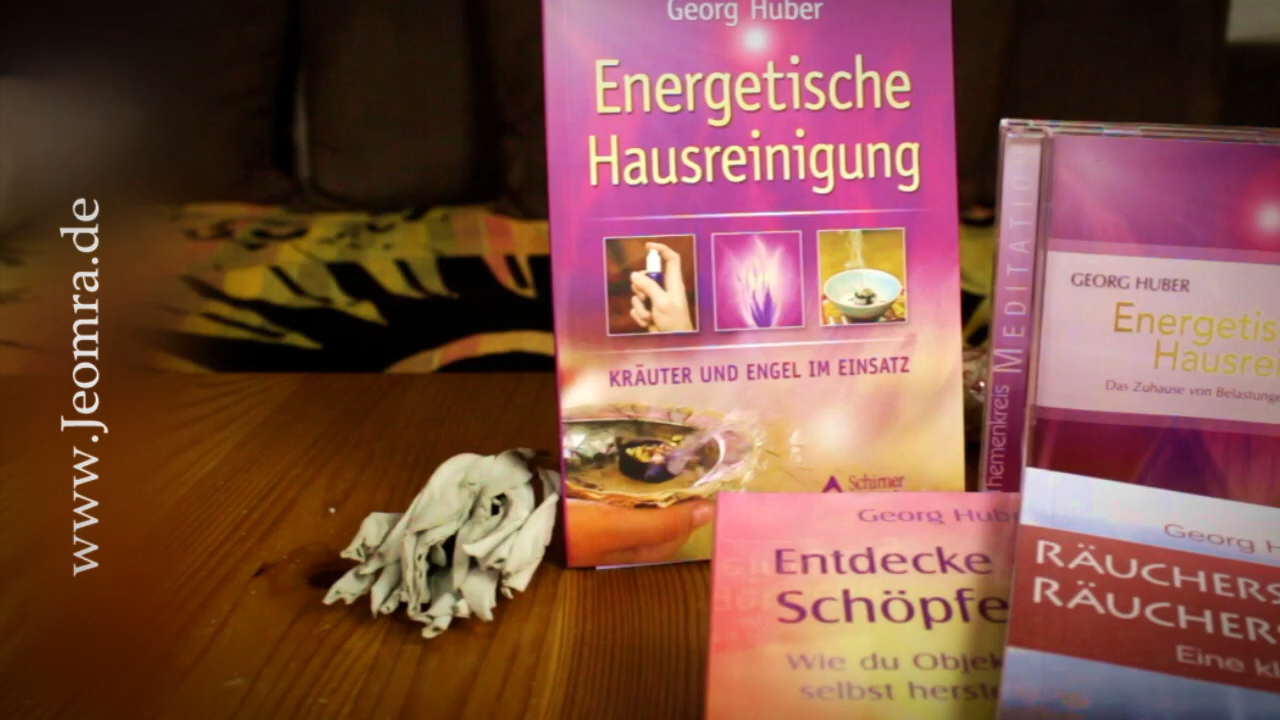 www.Jeomra.de
Georg Huber
Energetische
Hausreinigung
KRÄUTER UND ENGEL IM EINSATZ
Schirner
MEDITATIO
hemenkreis
GEORG HUBER
Energetis
Hausrei
Das Zuhause von Belastunge
Georg Hub
Entdecke
Schöpfe
Wie du Objek
selbst herst
Georg H
RÄUCHERS
RÄUCHER
Eine kl